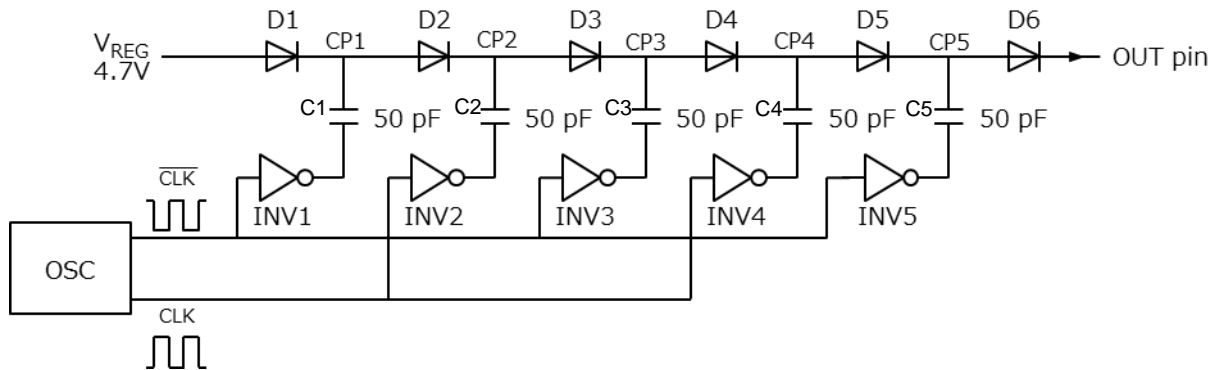 D1 D2 D3 D4 D5 D6
VREG
4.7V
CP1 CP2 CP3 CP4 CP5
OUT pin
C1 50 pF C2 50 pF C3 50 pF C4 50 pF C5 50 pF
CLK
INV1 INV2 INV3 INV4 INV5
OSC
CLK